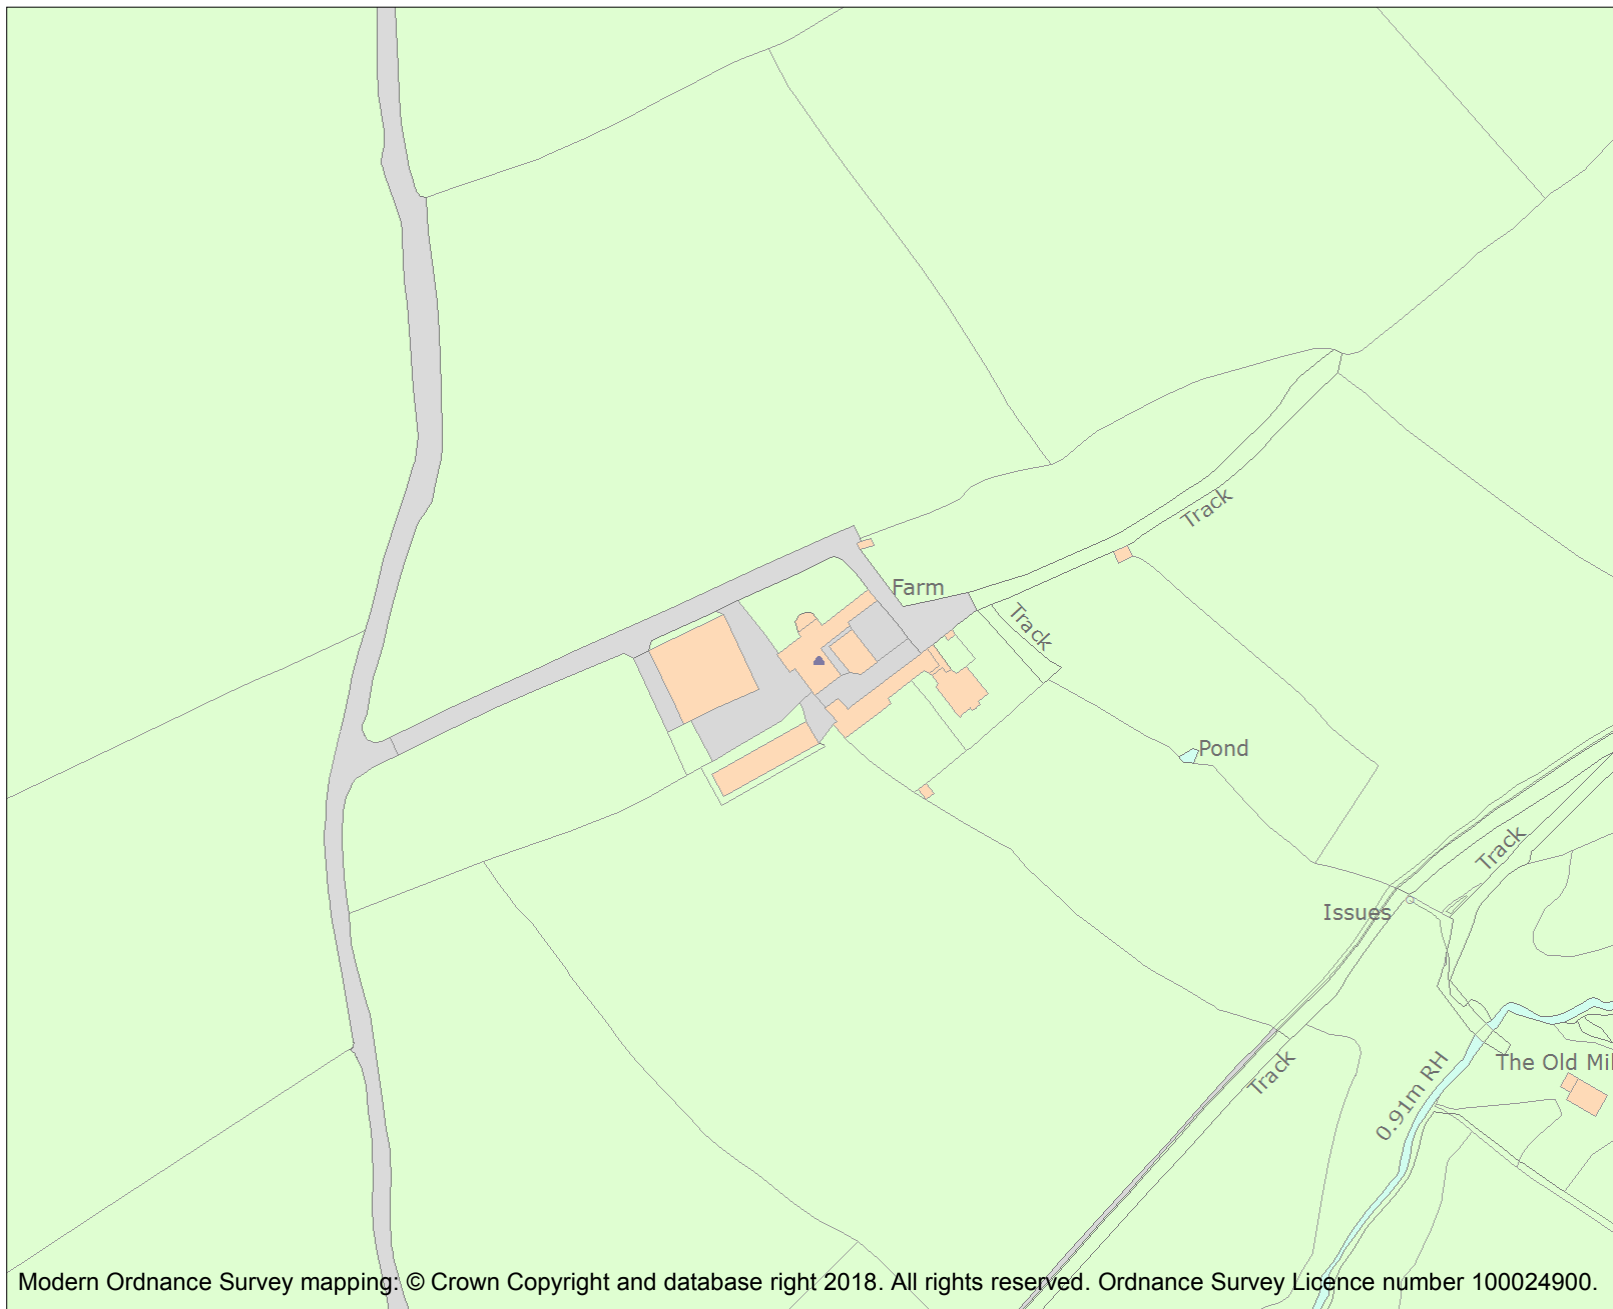 Track
Farm
Track
Pond
Track
Issues
The Old Mil
Track
0.91m RH
Modern Ordnance Survey mapping: © Crown Copyright and database right 2018. All rights reserved. Ordnance Survey Licence number 100024900.